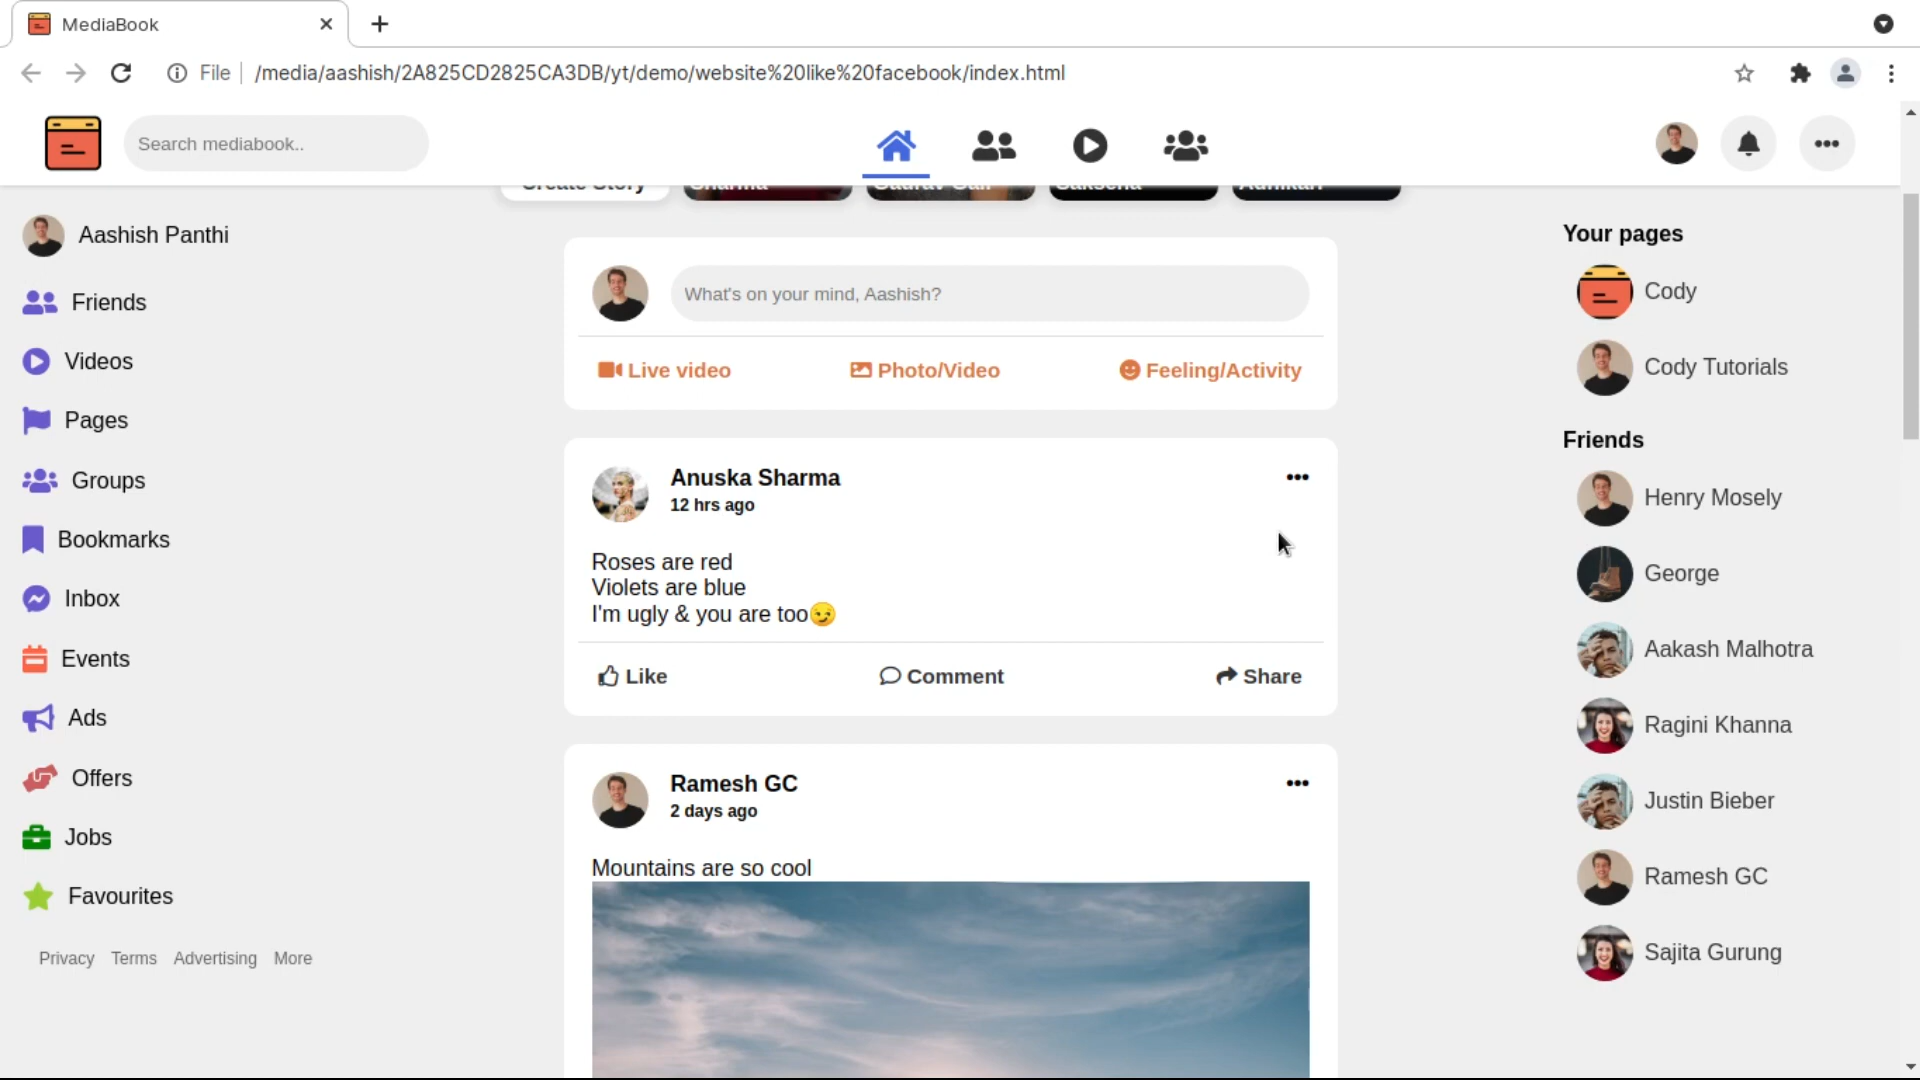 MediaBook
File
/media/aashish/2A825CD2825CA3DB/yt/demo/website%20like%20facebook/index.html
Search mediabook..
Create Story
Sharma
Gaurav Gall
Saksena
Adhikari
Aashish Panthi
Friends
Videos
Pages
Groups
Bookmarks
Inbox
Events
Ads
Offers
Jobs
Favourites
Privacy Terms Advertising More
What's on your mind, Aashish?
Live video Photo/Video Feeling/Activity
Anuska Sharma
12 hrs ago
Roses are red
Violets are blue
I'm ugly & you are too😏
Like Comment Share
Ramesh GC
2 days ago
Mountains are so cool
Your pages
Cody
Cody Tutorials
Friends
Henry Mosely
George
Aakash Malhotra
Ragini Khanna
Justin Bieber
Ramesh GC
Sajita Gurung